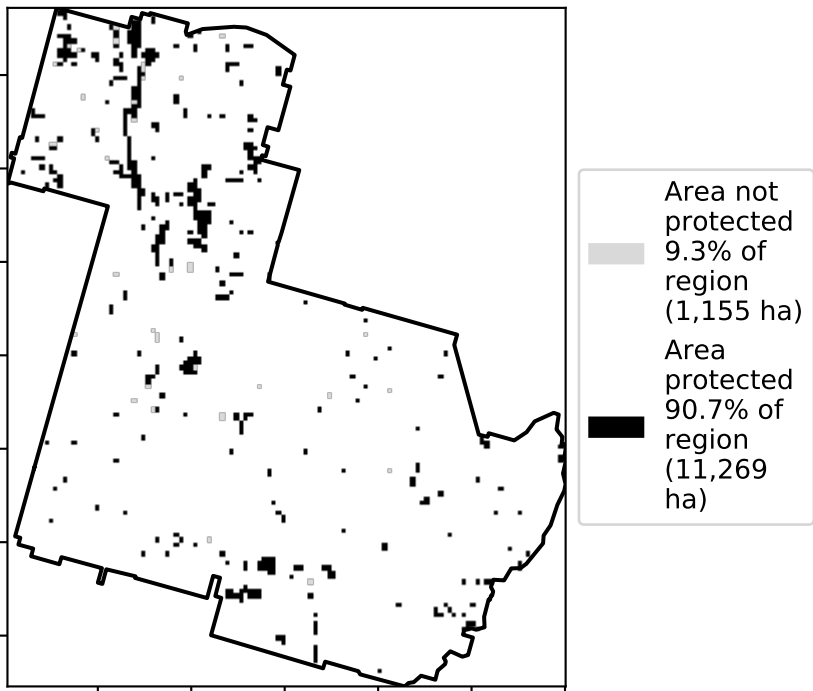 Area not
protected
9.3% of
region
(1,155 ha)
Area
protected
90.7% of
region
(11,269
ha)